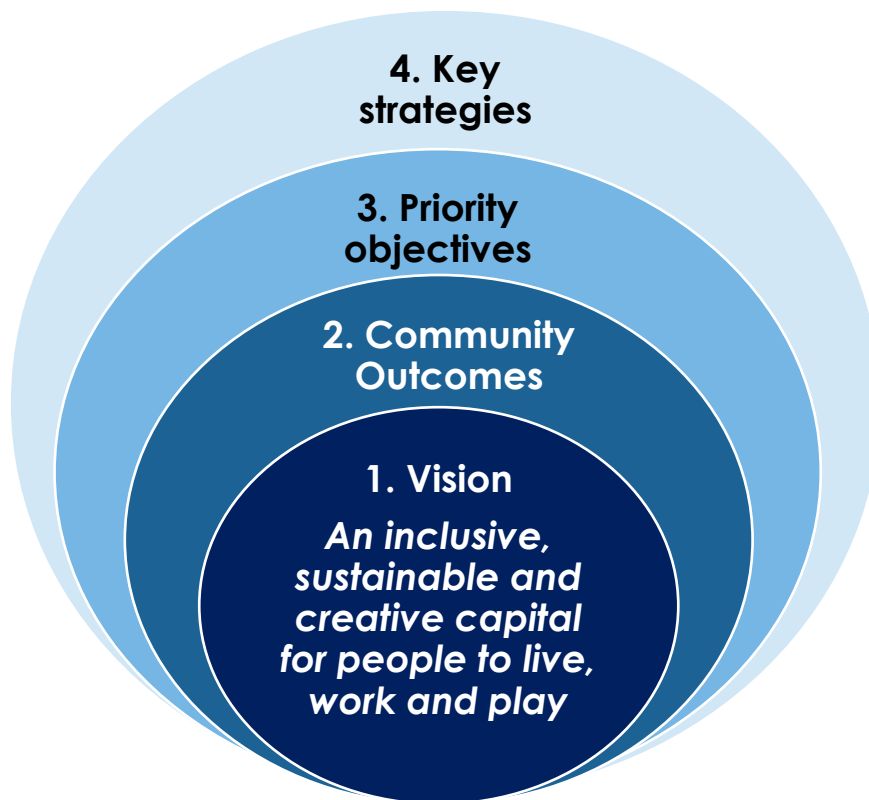 4. Key
strategies
3. Priority
objectives
2. Community
Outcomes
1. Vision
An inclusive,
sustainable and
creative capital
for people to live,
work and play